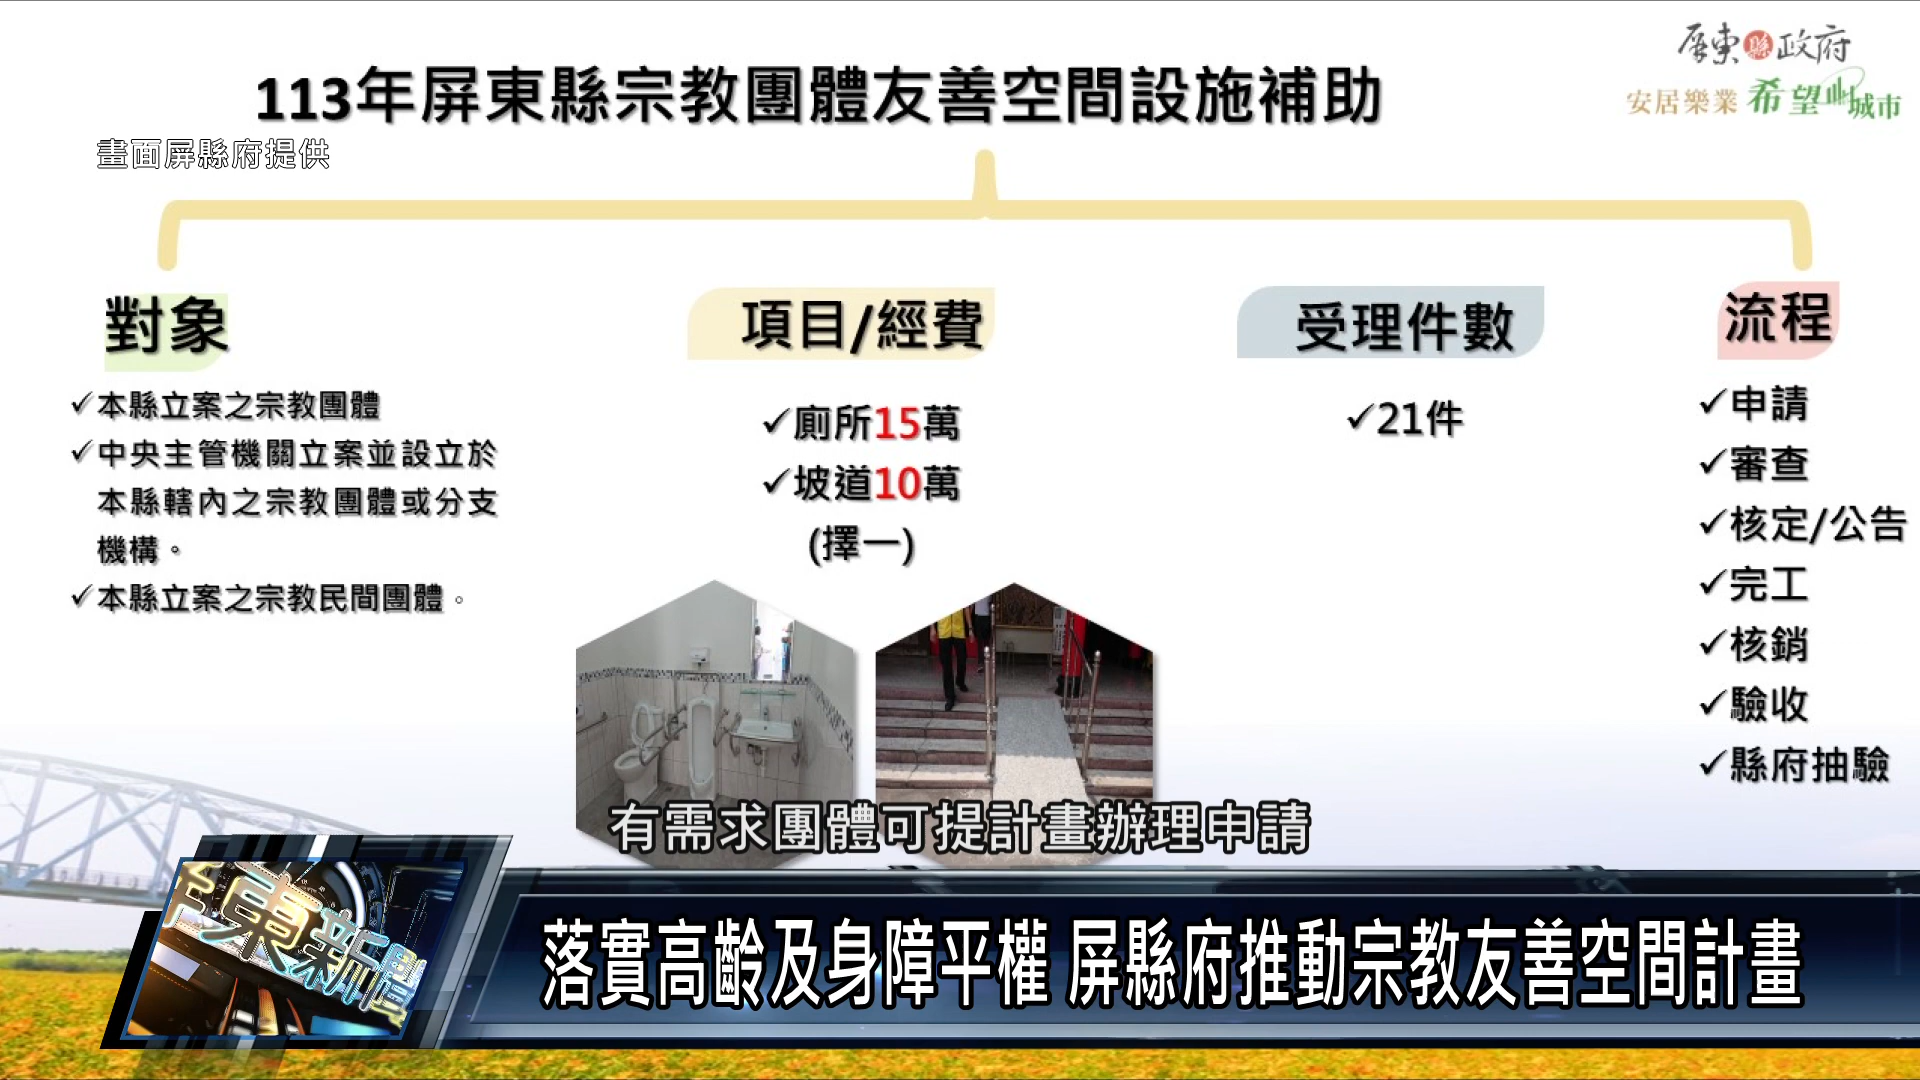 屏東縣政府
安居樂業 希望城市
113年屏東縣宗教團體友善空間設施補助
畫面屏縣府提供
對象
✓本縣立案之宗教團體
✓中央主管機關立案並設立於
本縣轄內之宗教團體或分支
機構。
✓本縣立案之宗教民間團體。
項目/經費
✓廁所15萬
✓坡道10萬
(擇一)
受理件數
✓21件
流程
✓申請
✓審查
✓核定/公告
✓完工
✓核銷
✓驗收
✓縣府抽驗
有需求團體可提計畫辦理申請
東新
落實高齡及身障平權 屏縣府推動宗教友善空間計畫